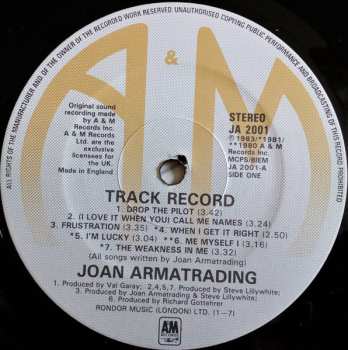 ALL RIGHTS OF THE MANUFACTURER AND OF THE OWNER OF THE RECORDED WORK RESERVED. UNAUTHORISED COPYING PUBLIC PERFORMANCE AND BROADCASTING OF THIS RECORD PROHIBITED
A & M
Original sound
recording made
by A & M
Records Inc.
A & M Records
Ltd. are the
exclusive
licensees for
the UK.
Made in England
STEREO
JA 2001
℗ 1983/*1981/
**1980 A & M
Records Inc.
MCPS/BIEM
JA 2001-A
SIDE ONE
TRACK RECORD
1. DROP THE PILOT (3.42)
2. (I LOVE IT WHEN YOU) CALL ME NAMES (3.24)
3. FRUSTRATION (3.35) *4. WHEN I GET IT RIGHT (2.50)
*5. I'M LUCKY (3.04) **6. ME MYSELF I (3.16)
*7. THE WEAKNESS IN ME (3.32)
(All songs written by Joan Armatrading)
JOAN ARMATRADING
1. Produced by Val Garay; 2,4,5,7. Produced by Steve Lillywhite;
3. Produced by Joan Armatrading & Steve Lillywhite;
6. Produced by Richard Gottehrer
RONDOR MUSIC (LONDON) LTD. (1-7)
A&M
RECORDS